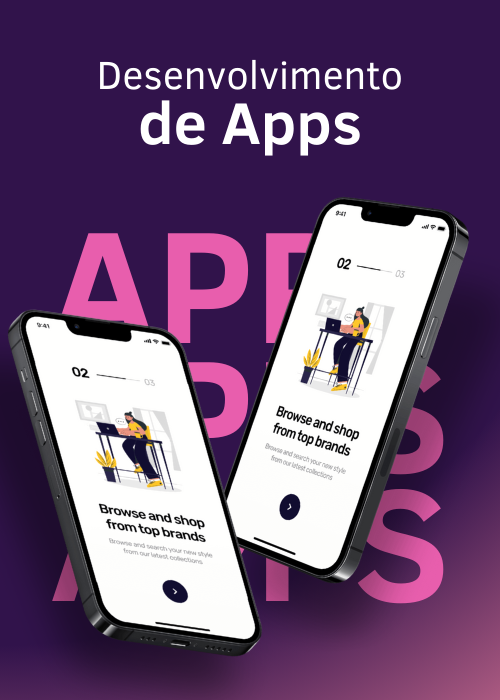 Desenvolvimento
de Apps
APPS
APPS
APPS
9:41
02
03
Browse and shop
from top brands
Browse and search your new style
from our latest collections
9:41
02
03
Browse and shop
from top brands
Browse and search your new style
from our latest collections